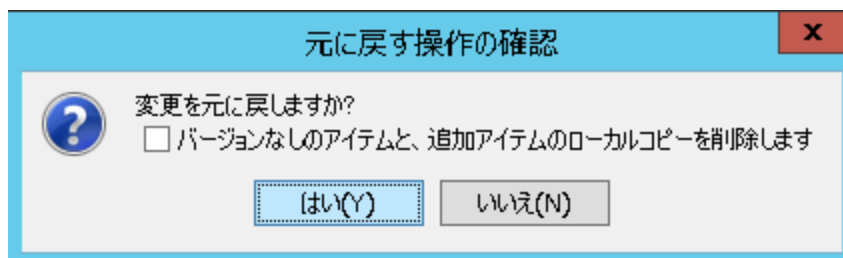 元に戻す操作の確認
x
変更を元に戻しますか?
バージョンなしのアイテムと、追加アイテムのローカルコピーを削除します
はい(Y)
いいえ(N)